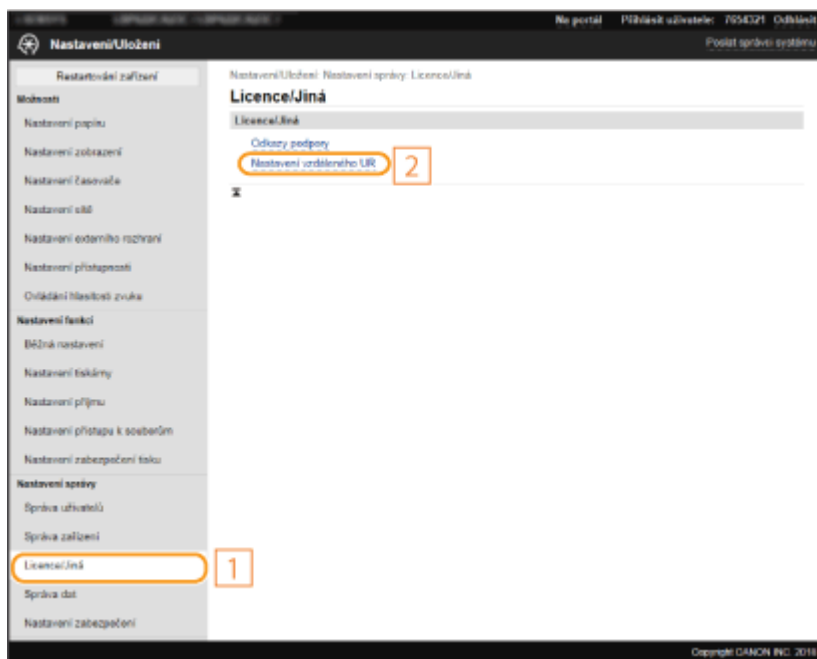 Na portál Přihlásit uživatele: 7654321 Odhlásit
Nastavení/Uložení
Poslat správci systému
Restartování zařízení
Možnosti
Nastavení papíru
Nastavení zobrazení
Nastavení časovače
Nastavení sítě
Nastavení externího rozhraní
Nastavení přístupnosti
Ovládání hlasitosti zvuku
Nastavení funkcí
Běžná nastavení
Nastavení tiskárny
Nastavení příjmu
Nastavení přístupu k souborům
Nastavení zabezpečení tisku
Nastavení správy
Správa uživatelů
Správa zařízení
Licence/Jiná
1
Správa dat
Nastavení zabezpečení
Nastavení/Uložení: Nastavení správy: Licence/Jiná
Licence/Jiná
Licence/Jiná
Odkazy podpory
Nastavení vzdáleného UR
2
Copyright CANON INC. 2018